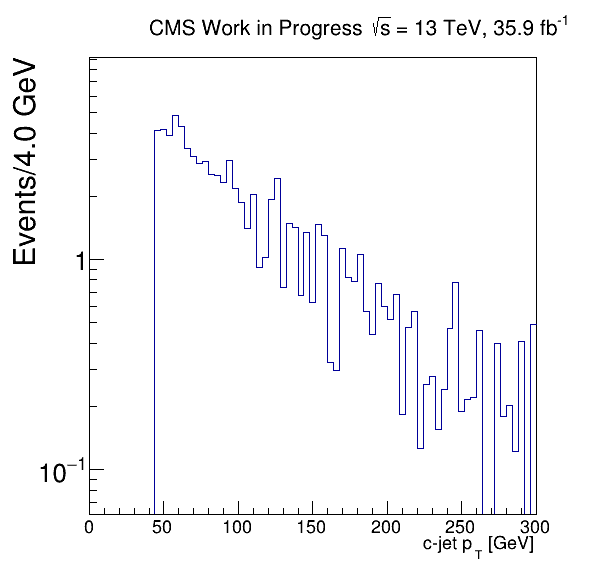 CMS Work in Progress √s = 13 TeV, 35.9 fb⁻¹
Events/4.0 GeV
1
10⁻¹
0 50 100 150 200 250 300
c-jet p_T [GeV]